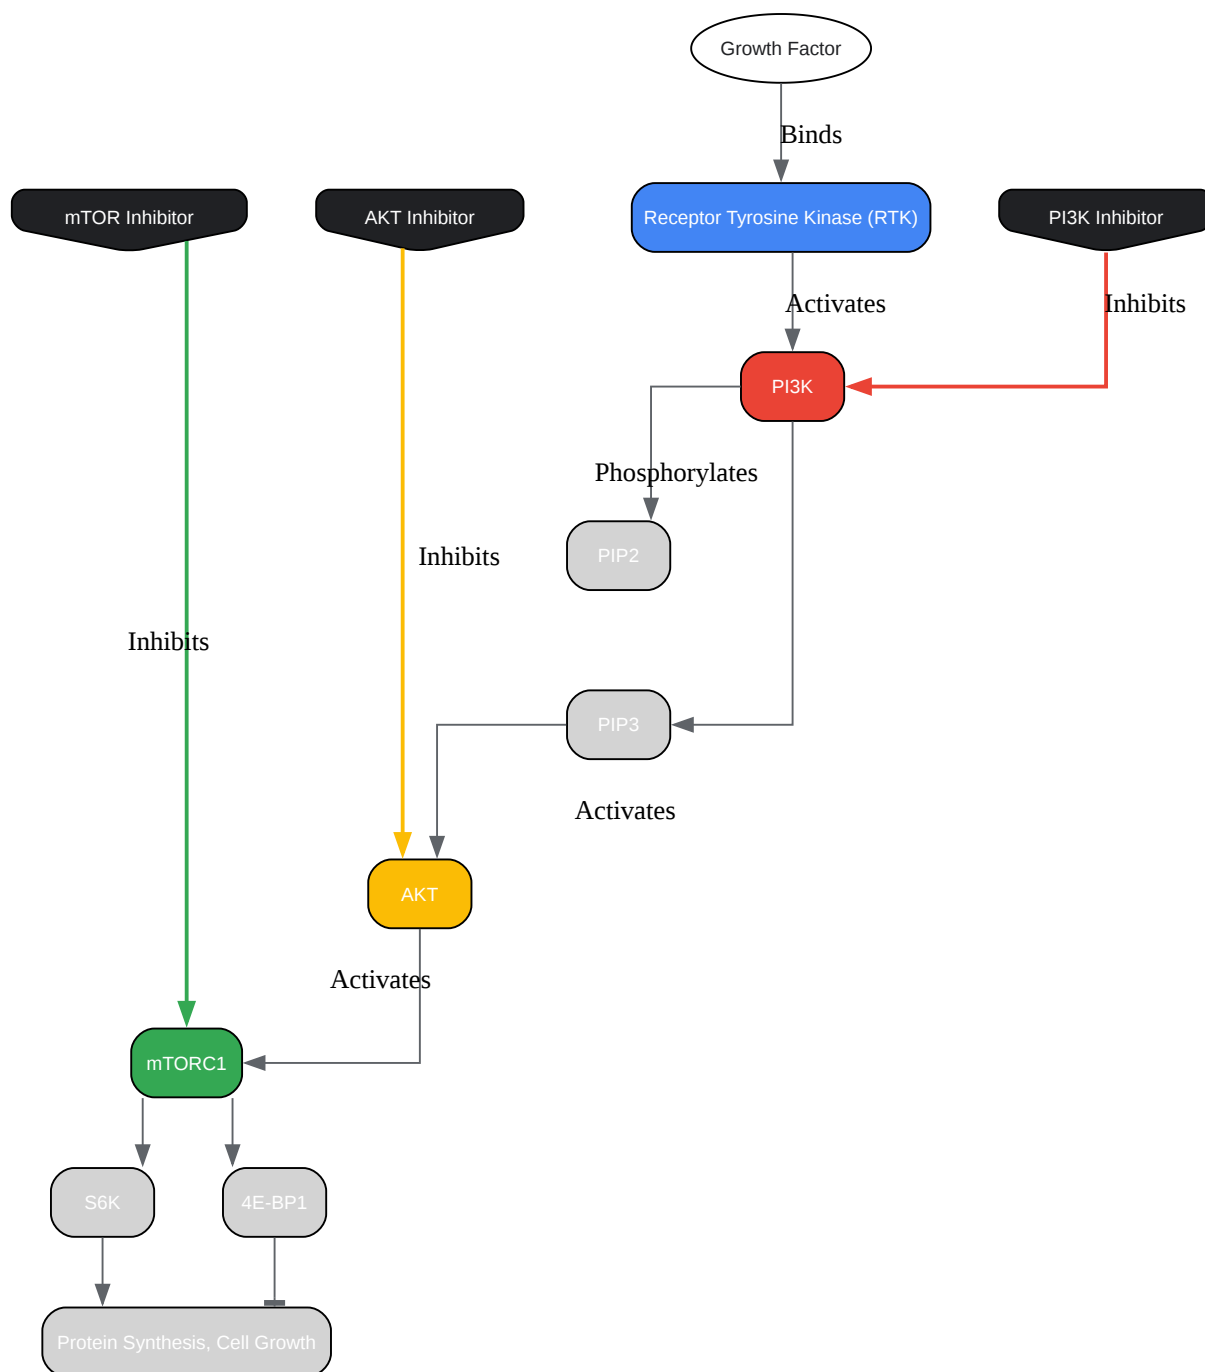 Growth Factor
Binds
mTOR Inhibitor
AKT Inhibitor
Receptor Tyrosine Kinase (RTK)
PI3K Inhibitor
Activates
Inhibits
PI3K
Phosphorylates
PIP2
Inhibits
Inhibits
PIP3
Activates
AKT
Activates
mTORC1
S6K
4E-BP1
Protein Synthesis, Cell Growth